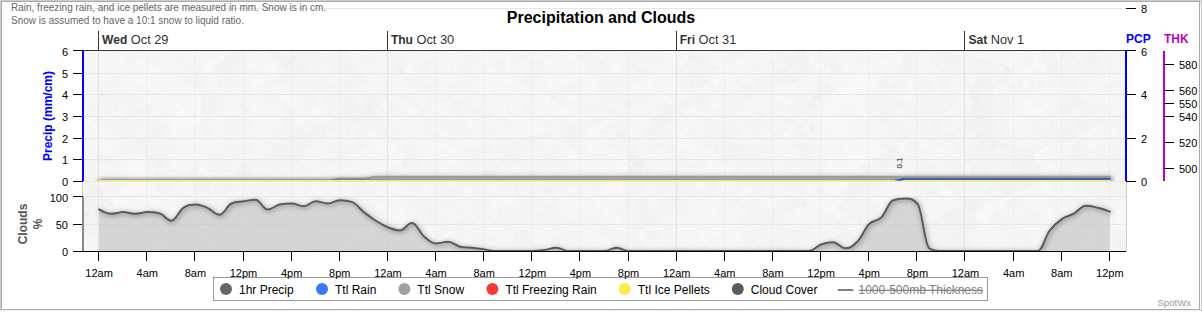 Rain, freezing rain, and ice pellets are measured in mm. Snow is in cm.
Snow is assumed to have a 10:1 snow to liquid ratio.
Precipitation and Clouds
8
Wed Oct 29
Thu Oct 30
Fri Oct 31
Sat Nov 1
PCP THK
6
5
4
3
2
1
0
Precip (mm/cm)
6
4
2
0
580
560
550
540
520
500
0.1
100
50
0
Clouds
%
12am 4am 8am 12pm 4pm 8pm 12am 4am 8am 12pm 4pm 8pm 12am 4am 8am 12pm 4pm 8pm 12am 4am 8am 12pm
1hr Precip Ttl Rain Ttl Snow Ttl Freezing Rain Ttl Ice Pellets Cloud Cover 1000-500mb Thickness
SpotWx